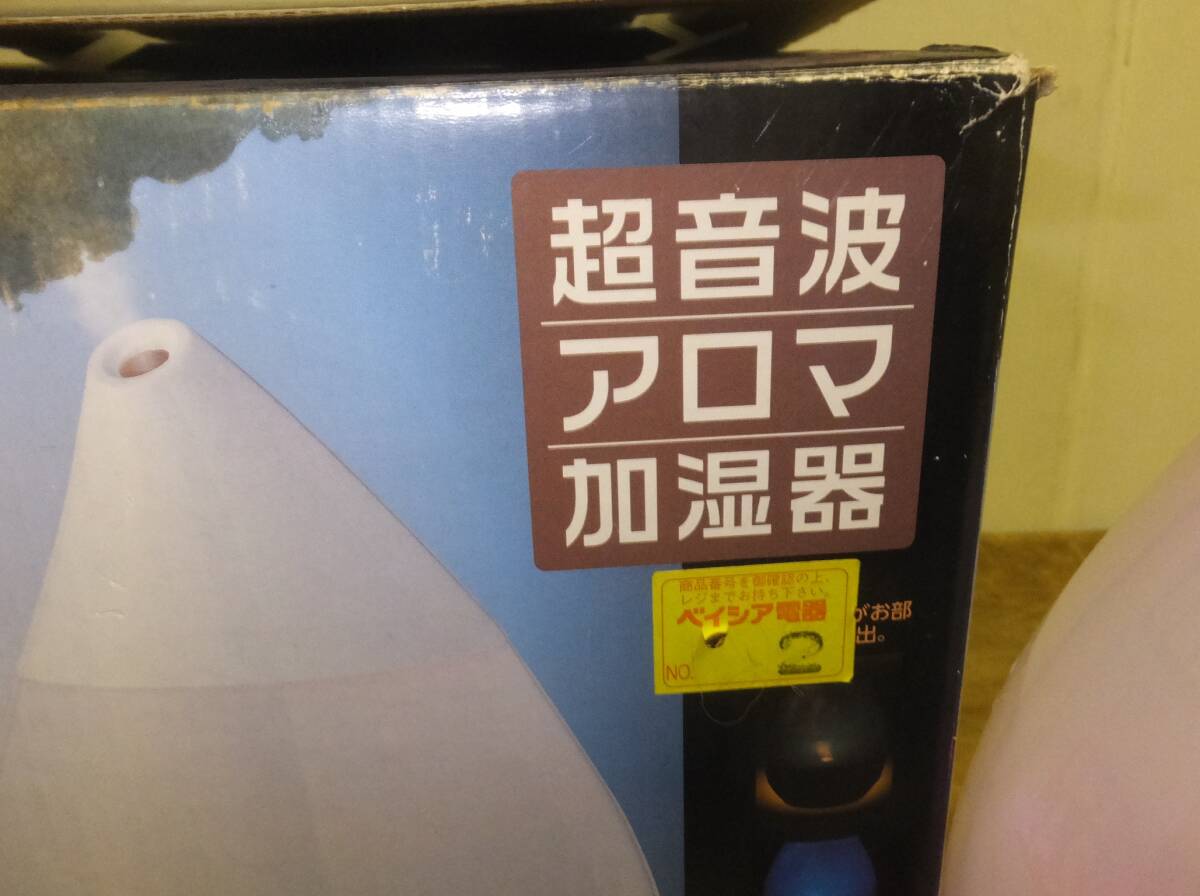 超音波
アロマ
加湿器
商品番号を御確認の上、
レジまでお持ち下さい。
ベイシア電器
NO. 2
がお部
出。